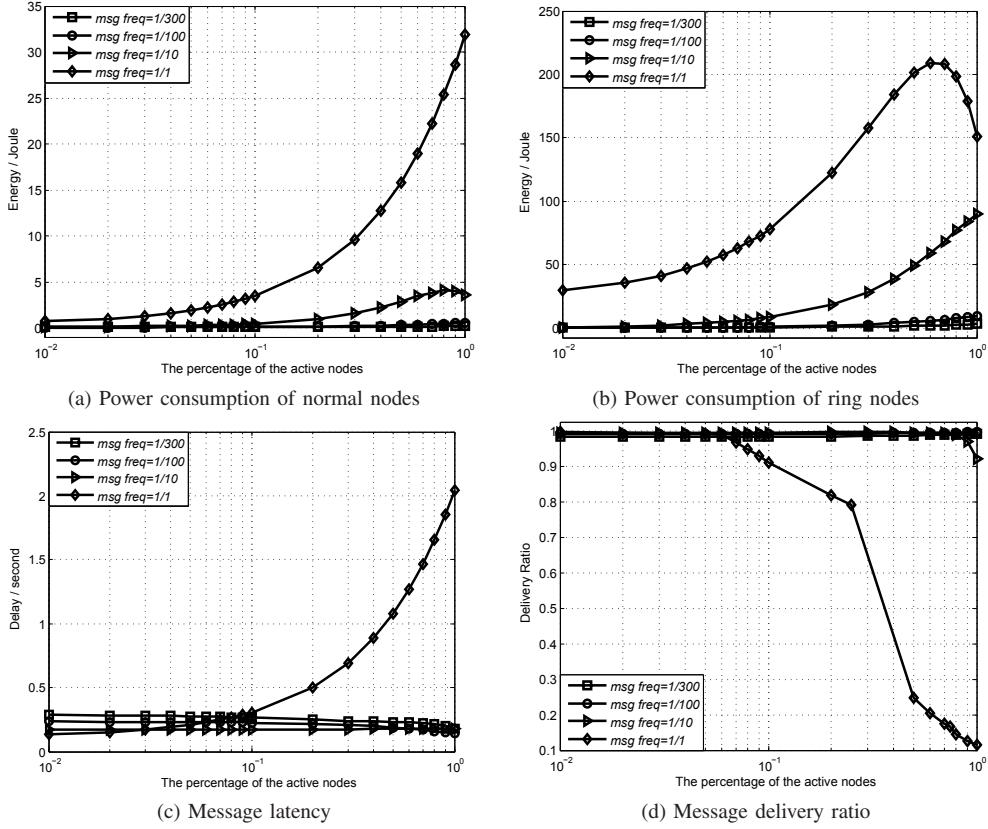 35
30
25
20
15
10
5
0
Energy / Joule
msg freq=1/300
msg freq=1/100
msg freq=1/10
msg freq=1/1
10⁻² 10⁻¹ 10⁰
The percentage of the active nodes
(a) Power consumption of normal nodes
250
200
150
100
50
0
Energy / Joule
msg freq=1/300
msg freq=1/100
msg freq=1/10
msg freq=1/1
10⁻² 10⁻¹ 10⁰
The percentage of the active nodes
(b) Power consumption of ring nodes
2.5
2
1.5
1
0.5
0
Delay / second
msg freq=1/300
msg freq=1/100
msg freq=1/10
msg freq=1/1
10⁻² 10⁻¹ 10⁰
The percentage of the active nodes
(c) Message latency
1
0.9
0.8
0.7
0.6
0.5
0.4
0.3
0.2
0.1
Delivery Ratio
msg freq=1/300
msg freq=1/100
msg freq=1/10
msg freq=1/1
10⁻² 10⁻¹ 10⁰
The percentage of the active nodes
(d) Message delivery ratio